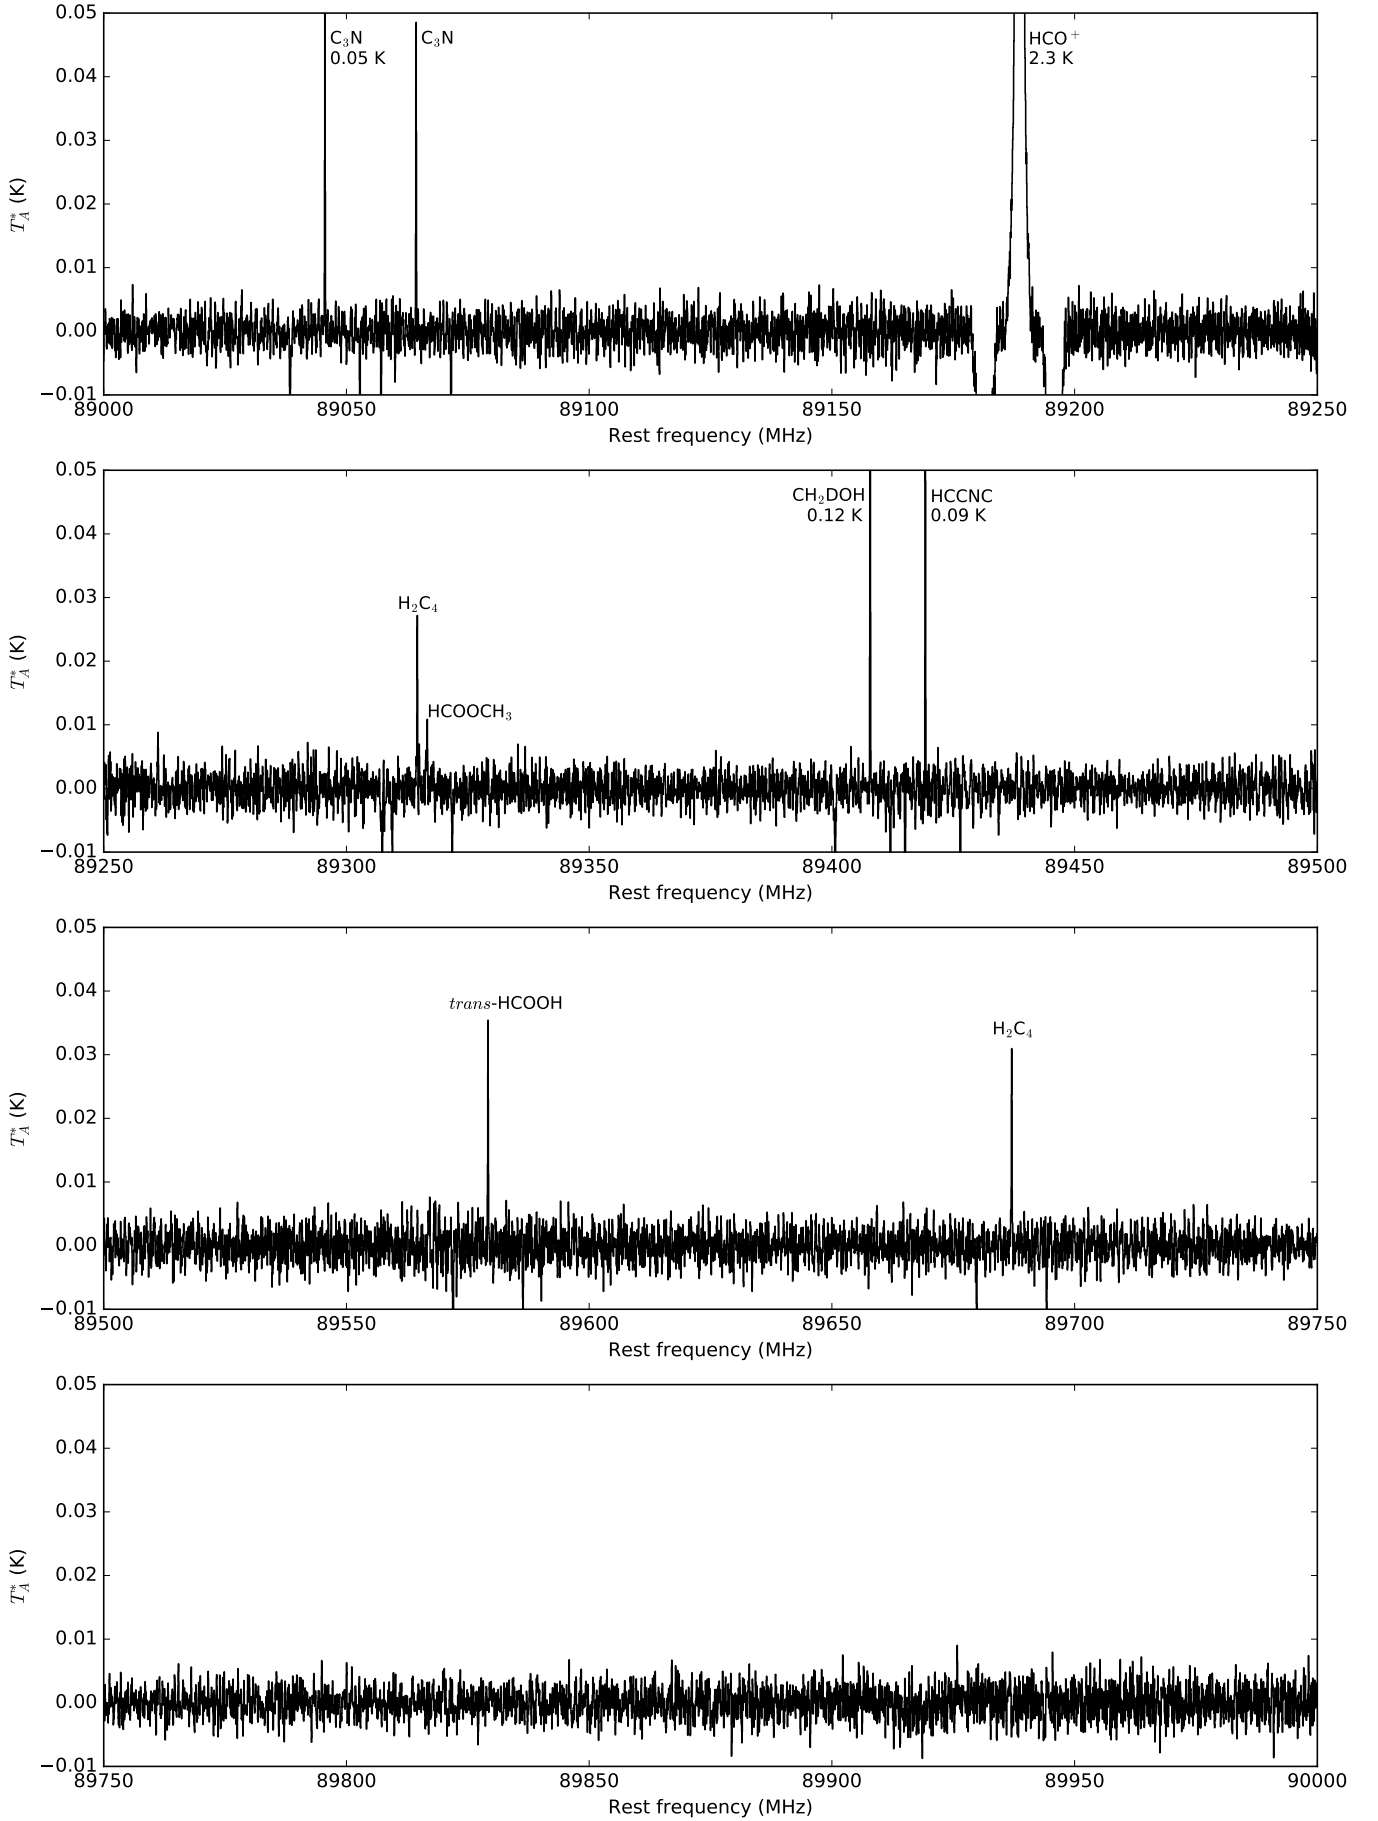 0.05
C₃N
C₃N
HCO⁺
0.05 K
2.3 K
0.04
0.03
T*A (K)
0.02
0.01
0.00
−0.01
89000 89050 89100 89150 89200 89250
Rest frequency (MHz)
0.05
CH₂DOH
HCCNC
0.12 K
0.09 K
0.04
0.03
H₂C₄
T*A (K)
0.02
HCOOCH₃
0.01
0.00
−0.01
89250 89300 89350 89400 89450 89500
Rest frequency (MHz)
0.05
0.04
trans-HCOOH
H₂C₄
0.03
T*A (K)
0.02
0.01
0.00
−0.01
89500 89550 89600 89650 89700 89750
Rest frequency (MHz)
0.05
0.04
0.03
T*A (K)
0.02
0.01
0.00
−0.01
89750 89800 89850 89900 89950 90000
Rest frequency (MHz)